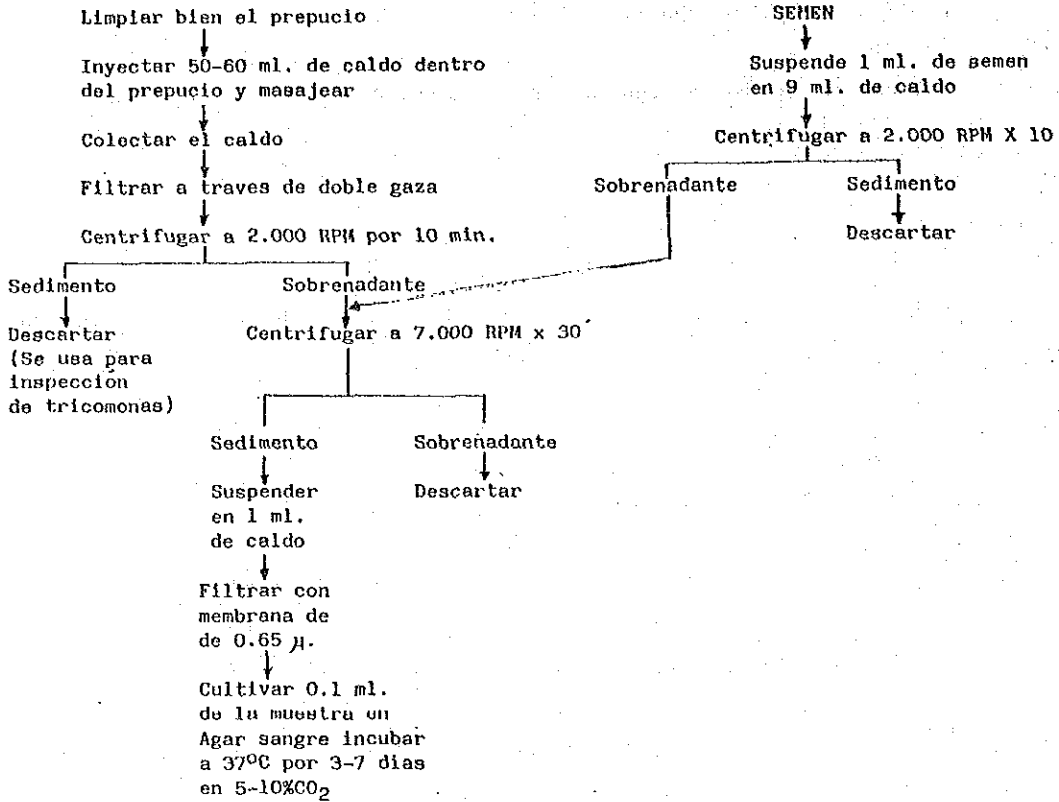 Limpiar bien el prepucio
Inyectar 50-60 ml. de caldo dentro
del prepucio y masajear
Colectar el caldo
Filtrar a traves de doble gaza
Centrifugar a 2.000 RPM por 10 min.
Sedimento
Sobrenadante
Descartar
(Se usa para
inspección
de tricomonas)
SEMEN
Suspende 1 ml. de semen
en 9 ml. de caldo
Centrifugar a 2.000 RPM X 10
Sobrenadante
Sedimento
Descartar
Centrifugar a 7.000 RPM x 30´
Sedimento
Sobrenadante
Suspender
en 1 ml.
de caldo
Descartar
Filtrar con
membrana de
de 0.65 µ.
Cultivar 0.1 ml.
de la muestra en
Agar sangre incubar
a 37ºC por 3-7 dias
en 5-10%CO₂